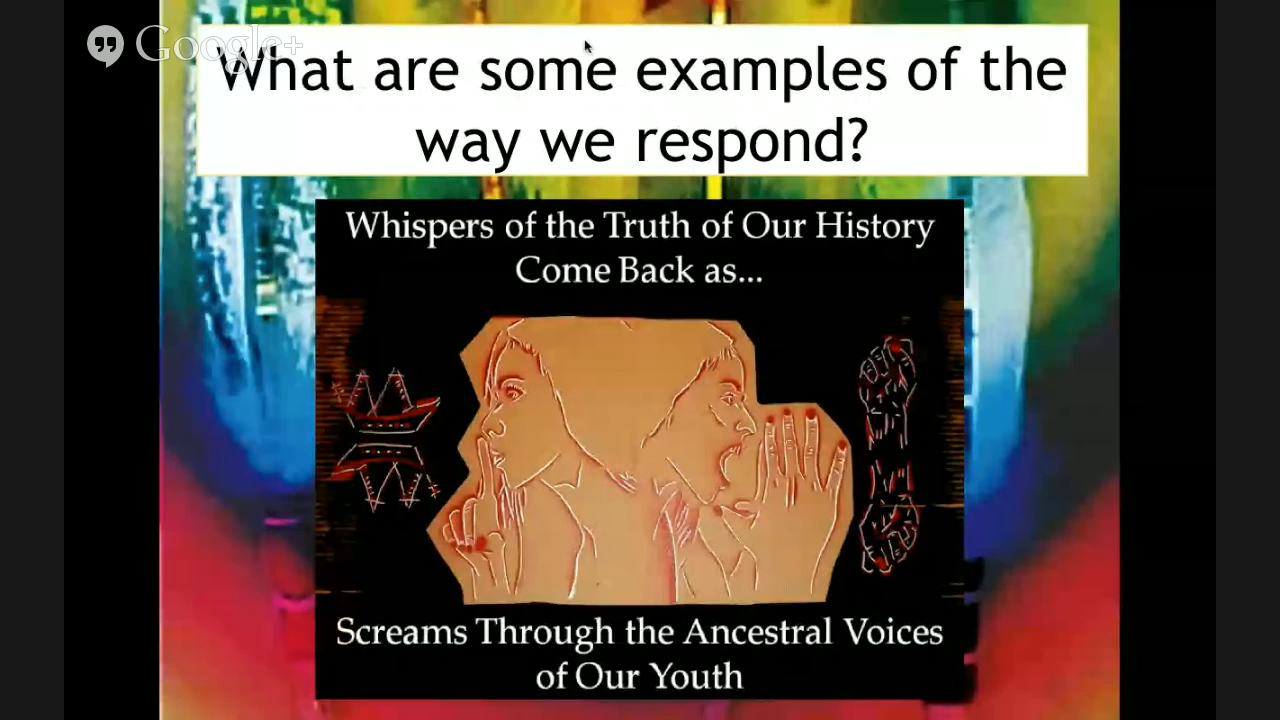 Google+
What are some examples of the
way we respond?
Whispers of the Truth of Our History
Come Back as...
Screams Through the Ancestral Voices
of Our Youth